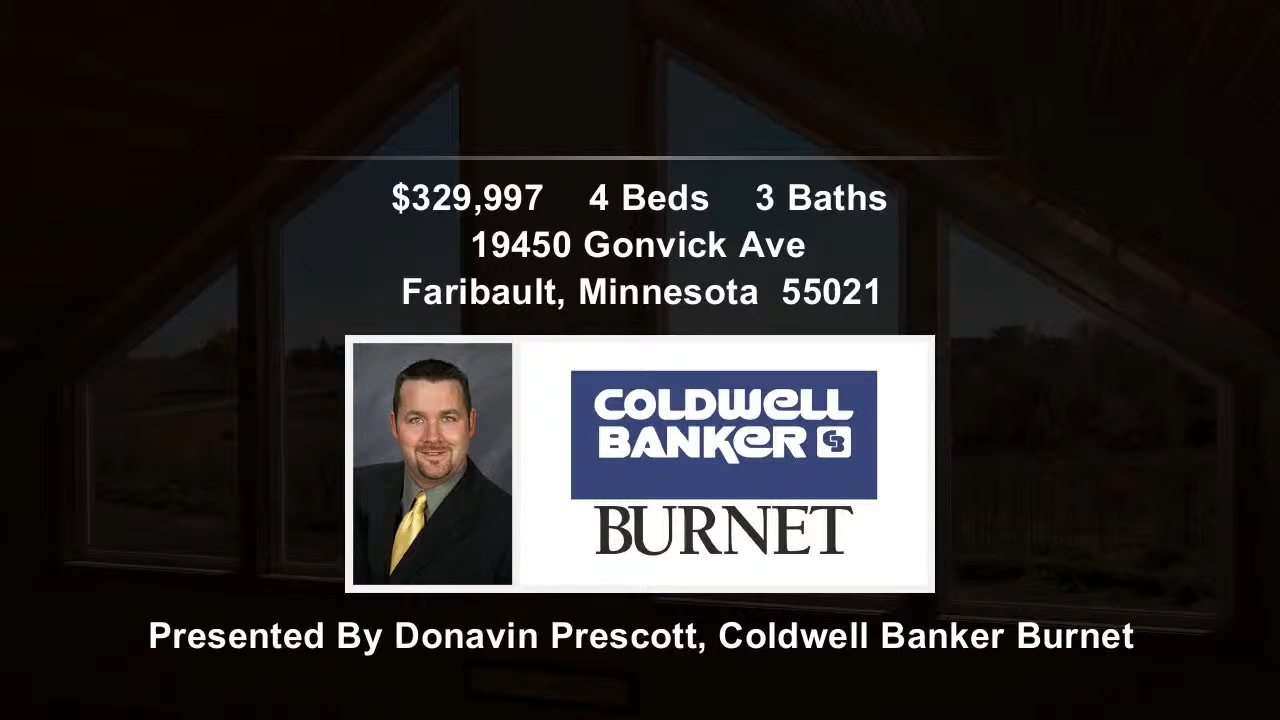 $329,997 4 Beds 3 Baths
19450 Gonvick Ave
Faribault, Minnesota 55021
COLDWELL
BANKER CB
BURNET
Presented By Donavin Prescott, Coldwell Banker Burnet